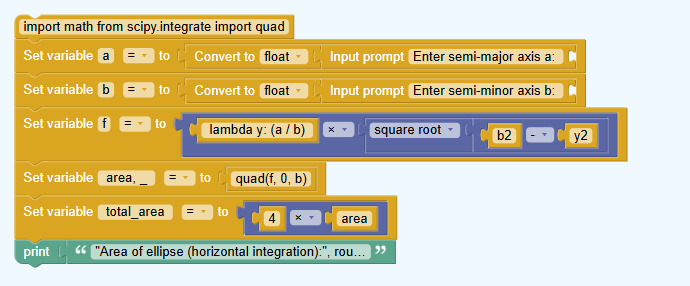 import math from scipy.integrate import quad
Set variable a = to Convert to float Input prompt Enter semi-major axis a:
Set variable b = to Convert to float Input prompt Enter semi-minor axis b:
Set variable f = to lambda y: (a / b) × square root b2 - y2
Set variable area, _ = to quad(f, 0, b)
Set variable total_area = to 4 × area
print “ "Area of ellipse (horizontal integration):", rou... ”